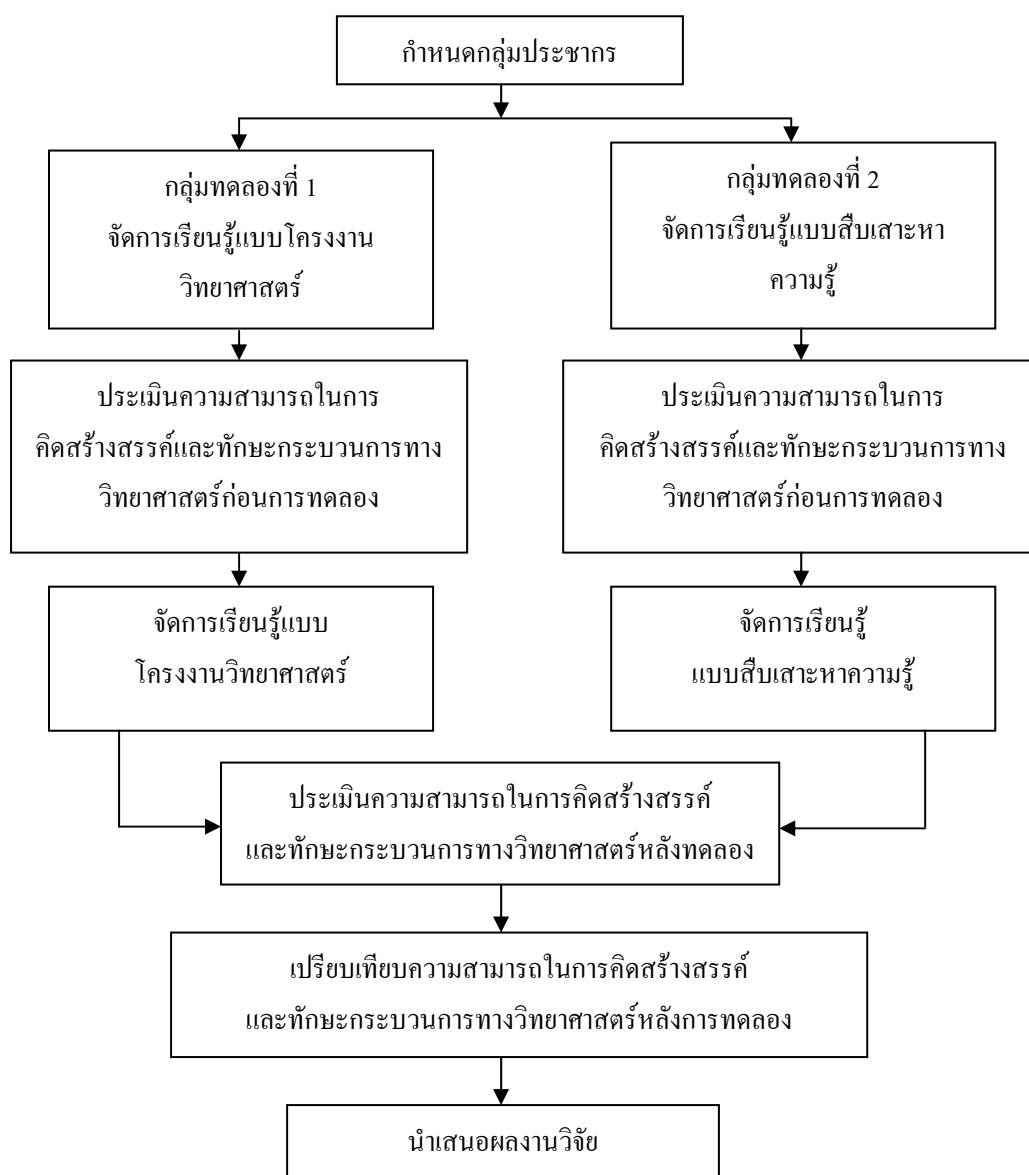 กำหนดกลุ่มประชากร
กลุ่มทดลองที่ 1
จัดการเรียนรู้แบบโครงงาน
วิทยาศาสตร์
กลุ่มทดลองที่ 2
จัดการเรียนรู้แบบสืบเสาะหา
ความรู้
ประเมินความสามารถในการ
คิดสร้างสรรค์และทักษะกระบวนการทาง
วิทยาศาสตร์ก่อนการทดลอง
ประเมินความสามารถในการ
คิดสร้างสรรค์และทักษะกระบวนการทาง
วิทยาศาสตร์ก่อนการทดลอง
จัดการเรียนรู้แบบ
โครงงานวิทยาศาสตร์
จัดการเรียนรู้
แบบสืบเสาะหาความรู้
ประเมินความสามารถในการคิดสร้างสรรค์
และทักษะกระบวนการทางวิทยาศาสตร์หลังทดลอง
เปรียบเทียบความสามารถในการคิดสร้างสรรค์
และทักษะกระบวนการทางวิทยาศาสตร์หลังการทดลอง
นำเสนอผลงานวิจัย